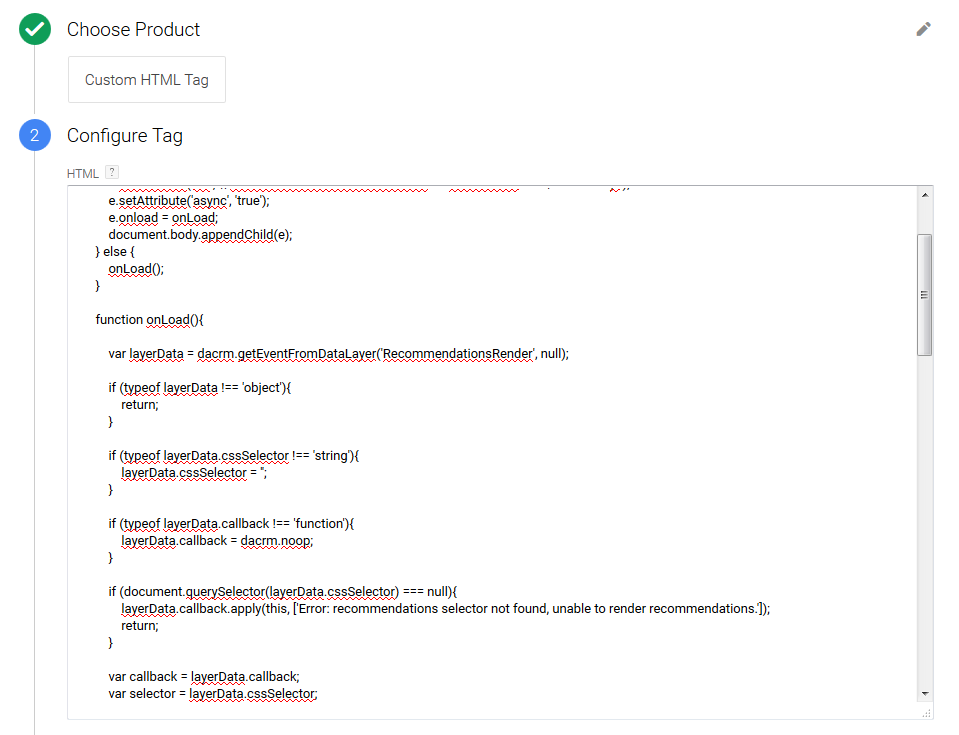 Choose Product
Custom HTML Tag
2 Configure Tag
HTML ?
e.setAttribute('async', 'true');
e.onload = onLoad;
document.body.appendChild(e);
} else {
onLoad();
}
function onLoad(){
var layerData = dacrm.getEventFromDataLayer('RecommendationsRender', null);
if (typeof layerData !== 'object'){
return;
}
if (typeof layerData.cssSelector !== 'string'){
layerData.cssSelector = '';
}
if (typeof layerData.callback !== 'function'){
layerData.callback = dacrm.noop;
}
if (document.querySelector(layerData.cssSelector) === null){
layerData.callback.apply(this, ['Error: recommendations selector not found, unable to render recommendations.']);
return;
}
var callback = layerData.callback;
var selector = layerData.cssSelector;